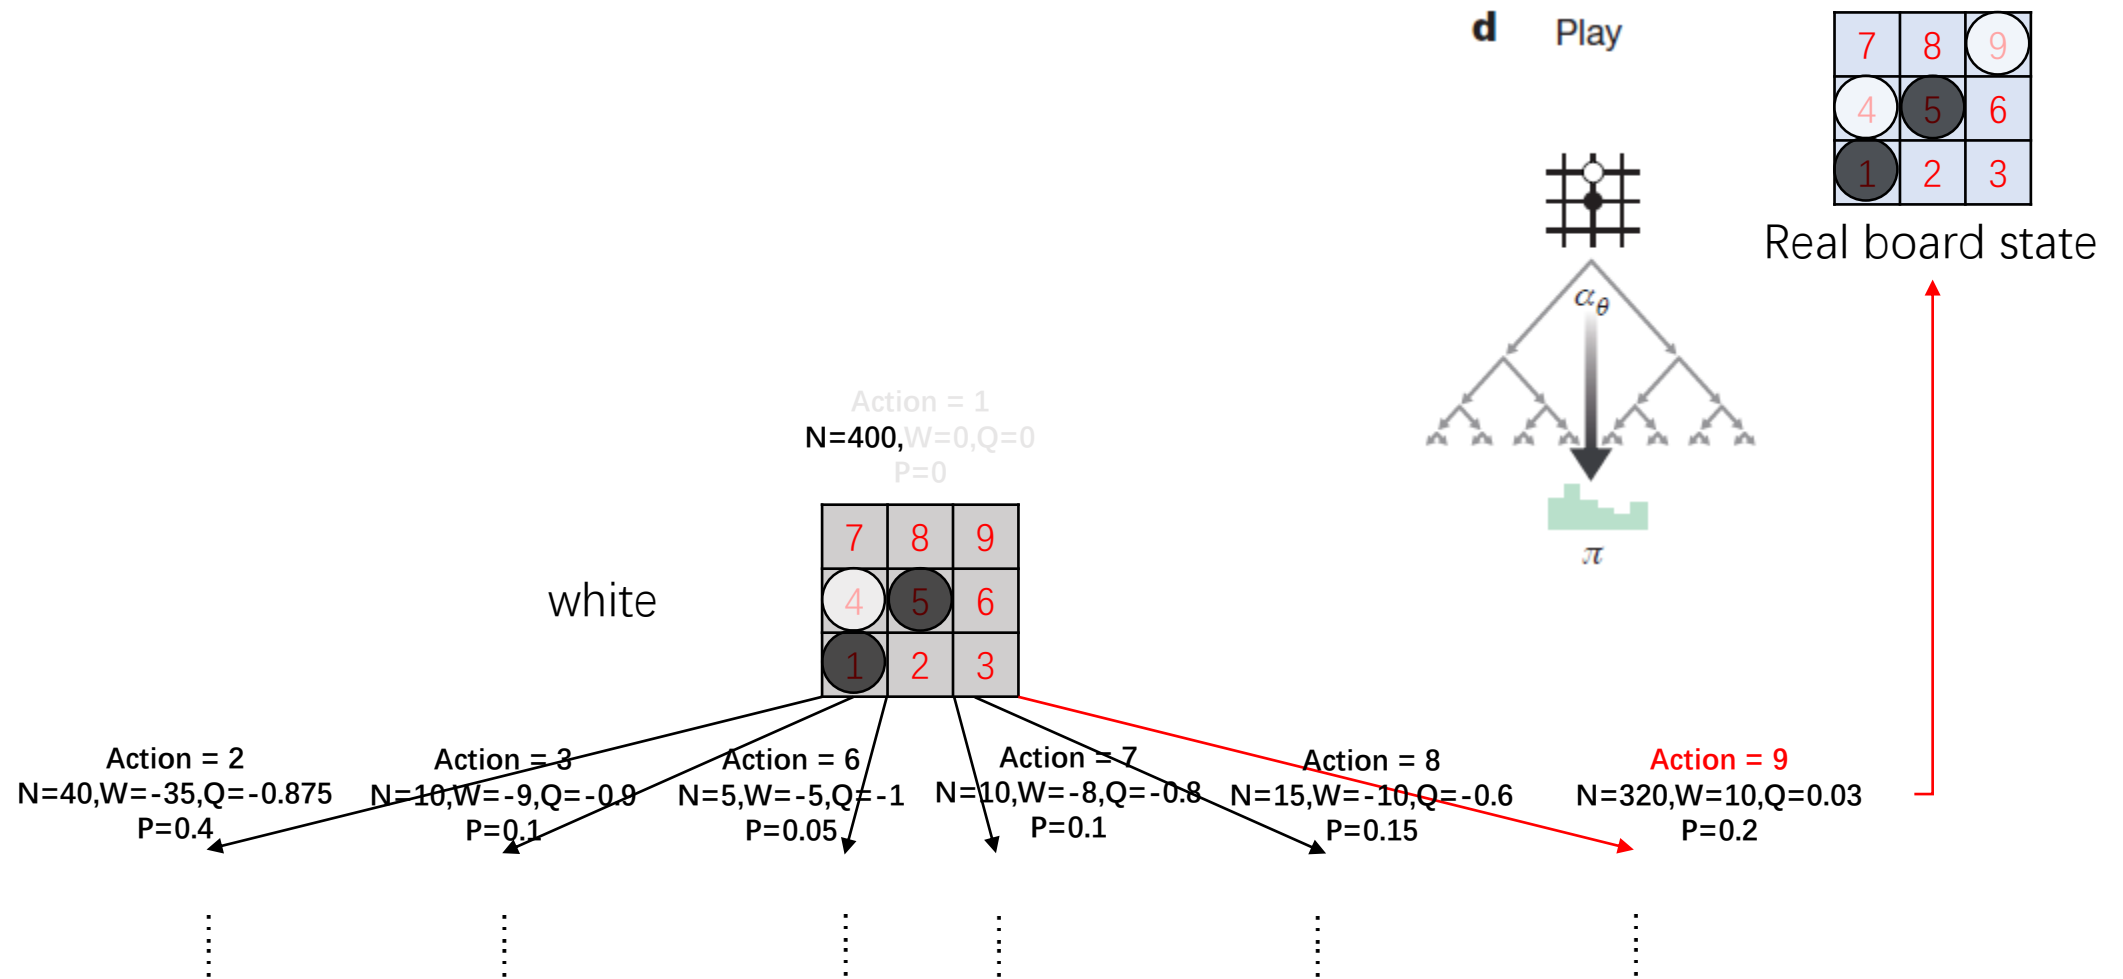 d Play
7 8 9
4 5 6
1 2 3
Real board state
αθ
π
Action = 1
N=400,W=0,Q=0
P=0
7 8 9
4 5 6
1 2 3
white
Action = 2
N=40,W=-35,Q=-0.875
P=0.4
Action = 3
N=10,W=-9,Q=-0.9
P=0.1
Action = 6
N=5,W=-5,Q=-1
P=0.05
Action = 7
N=10,W=-8,Q=-0.8
P=0.1
Action = 8
N=15,W=-10,Q=-0.6
P=0.15
Action = 9
N=320,W=10,Q=0.03
P=0.2